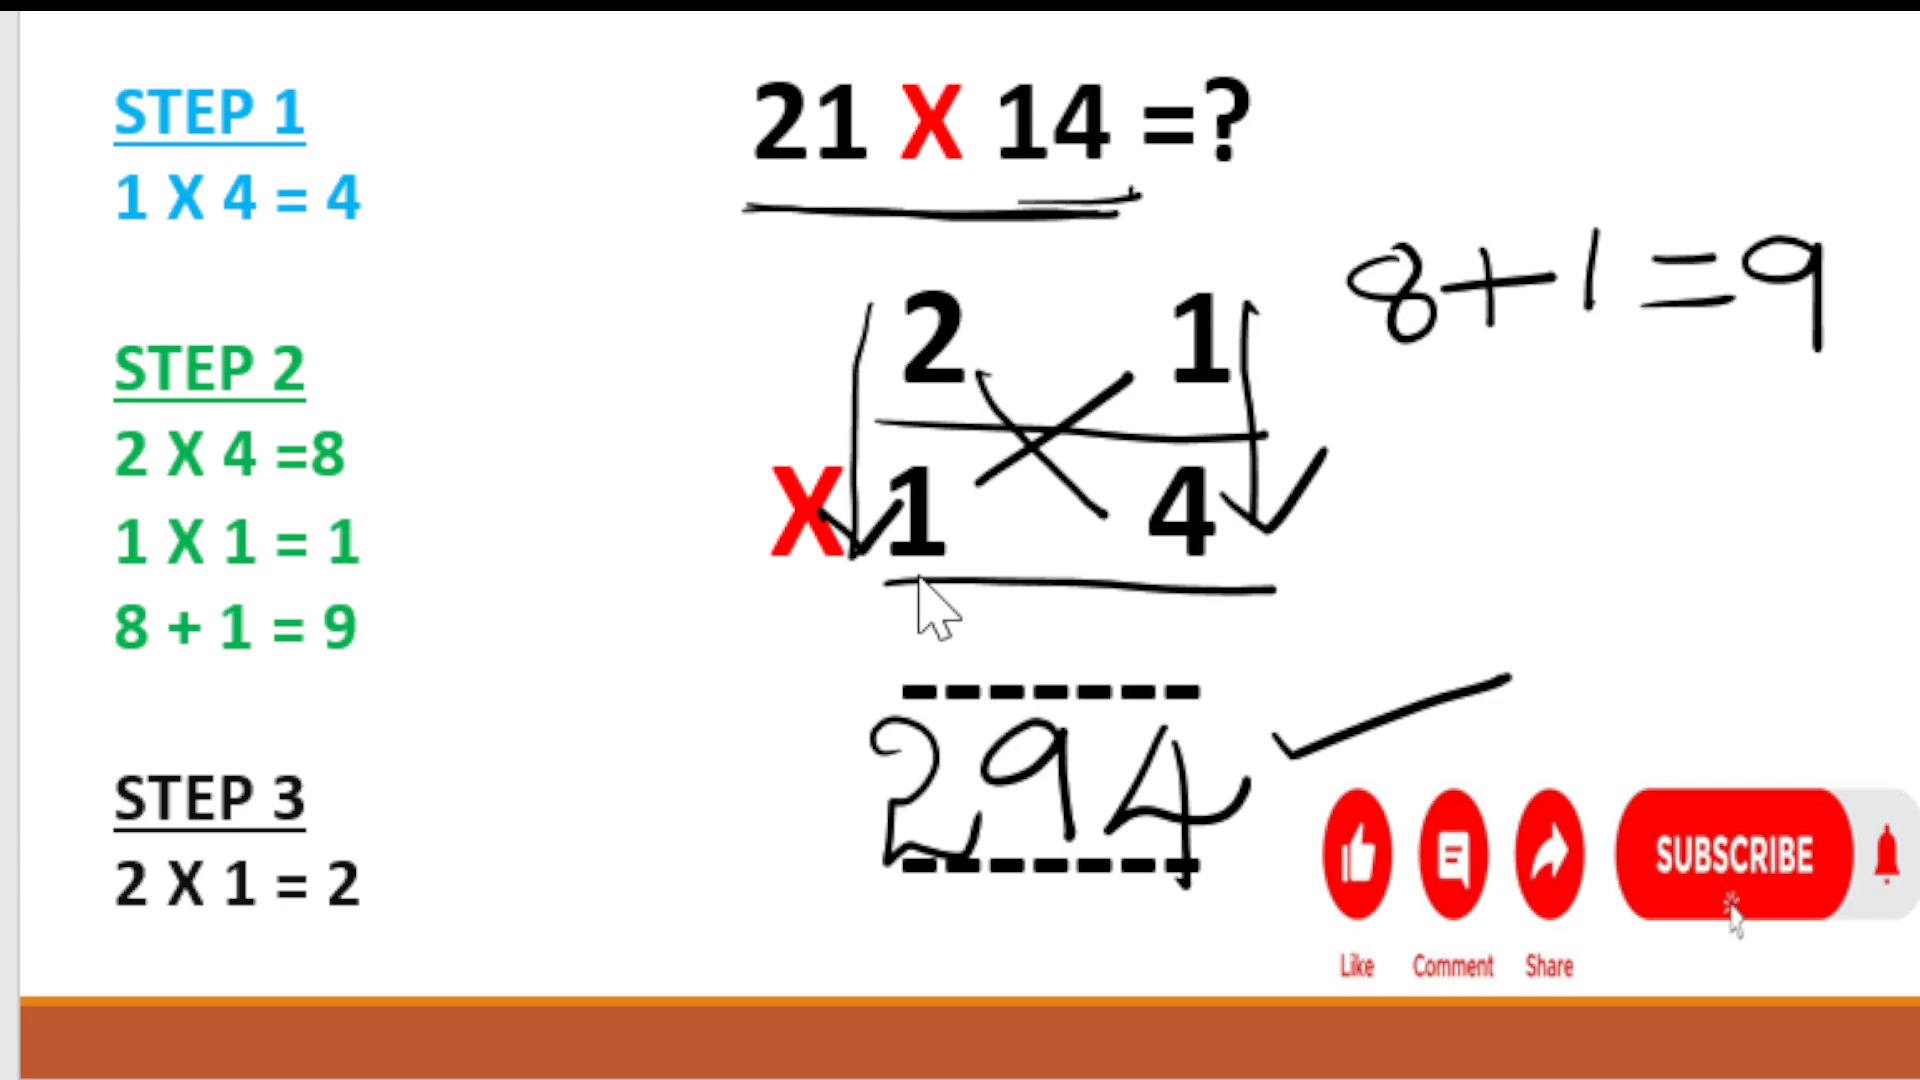 STEP 1
1 X 4 = 4
STEP 2
2 X 4 =8
1 X 1 = 1
8 + 1 = 9
STEP 3
2 X 1 = 2
21 X 14 =?
8+1=9
2 1
X 1 4
-------
294
-------
SUBSCRIBE
Like Comment Share